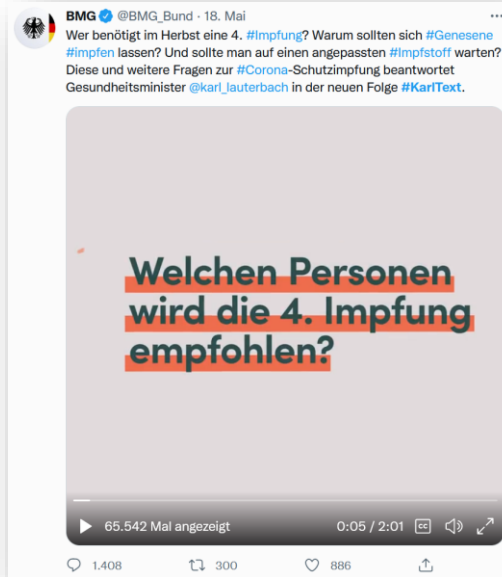 BMG @BMG_Bund · 18. Mai
Wer benötigt im Herbst eine 4. #Impfung? Warum sollten sich #Genesene
#impfen lassen? Und sollte man auf einen angepassten #Impfstoff warten?
Diese und weitere Fragen zur #Corona-Schutzimpfung beantwortet
Gesundheitsminister @karl_lauterbach in der neuen Folge #KarlText.
Welchen Personen
wird die 4. Impfung
empfohlen?
65.542 Mal angezeigt 0:05 / 2:01 CC
1.408 300 886